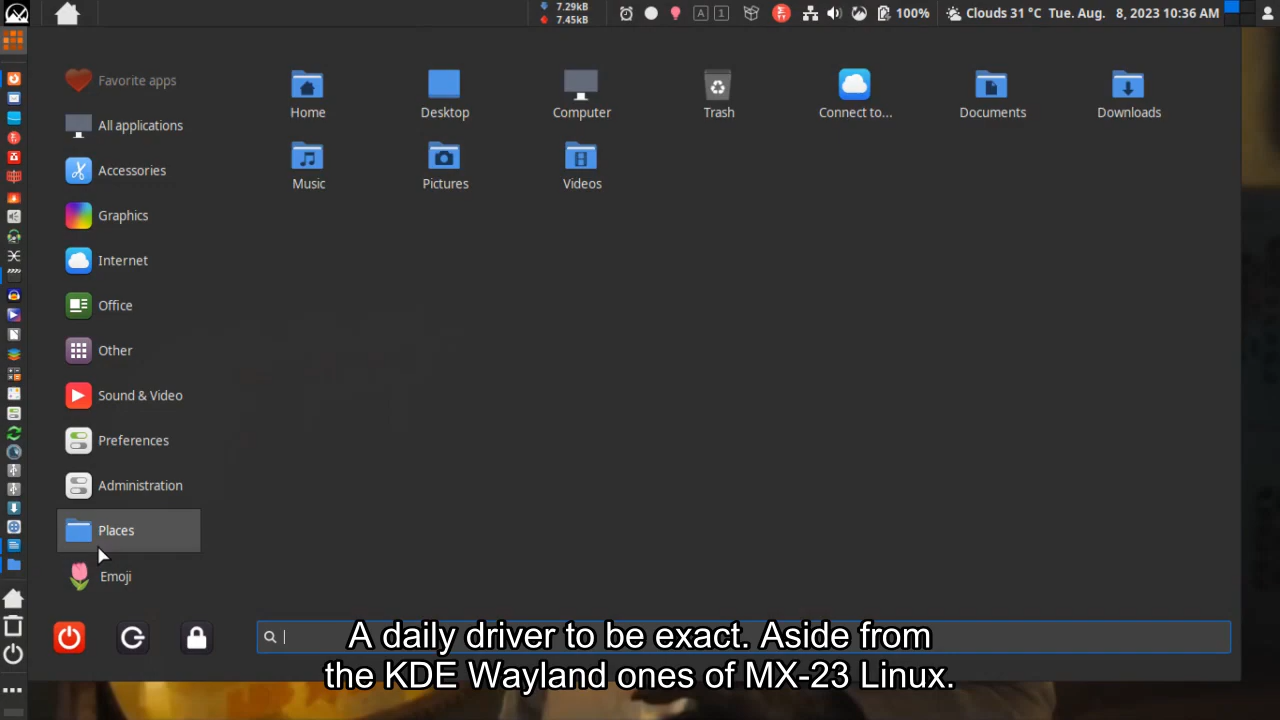 7.29kB
7.45kB
A 1
100%
Clouds 31 °C Tue. Aug. 8, 2023 10:36 AM
Favorite apps
All applications
Accessories
Graphics
Internet
Office
Other
Sound & Video
Preferences
Administration
Places
Emoji
Home
Desktop
Computer
Trash
Connect to...
Documents
Downloads
Music
Pictures
Videos
A daily driver to be exact. Aside from
the KDE Wayland ones of MX-23 Linux.